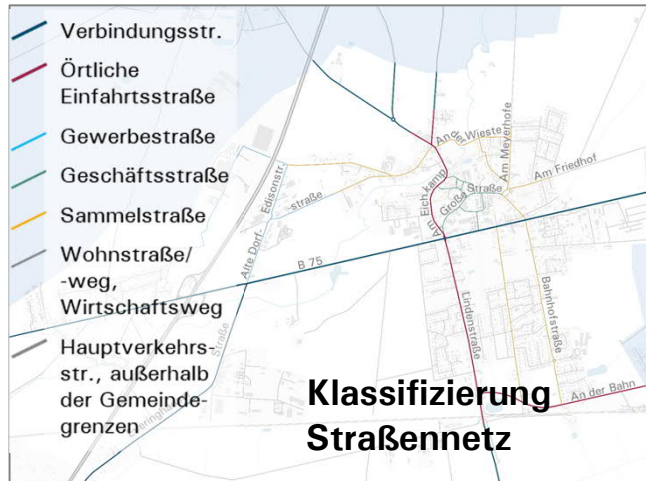 Verbindungsstr.
Örtliche
Einfahrtsstraße
Gewerbestraße
Geschäftsstraße
Sammelstraße
Wohnstraße/
-weg,
Wirtschaftsweg
Hauptverkehrs-
str., außerhalb
der Gemeinde-
grenzen
An der Wieste
Am Meyerhofe
Am Friedhof
Große Straße
Am Eichkamp
Edisonstr.
Alte Dorf-
straße
B 75
Straße
Lindenstraße
Bahnhofstraße
An der Bahn
Klassifizierung
Straßennetz